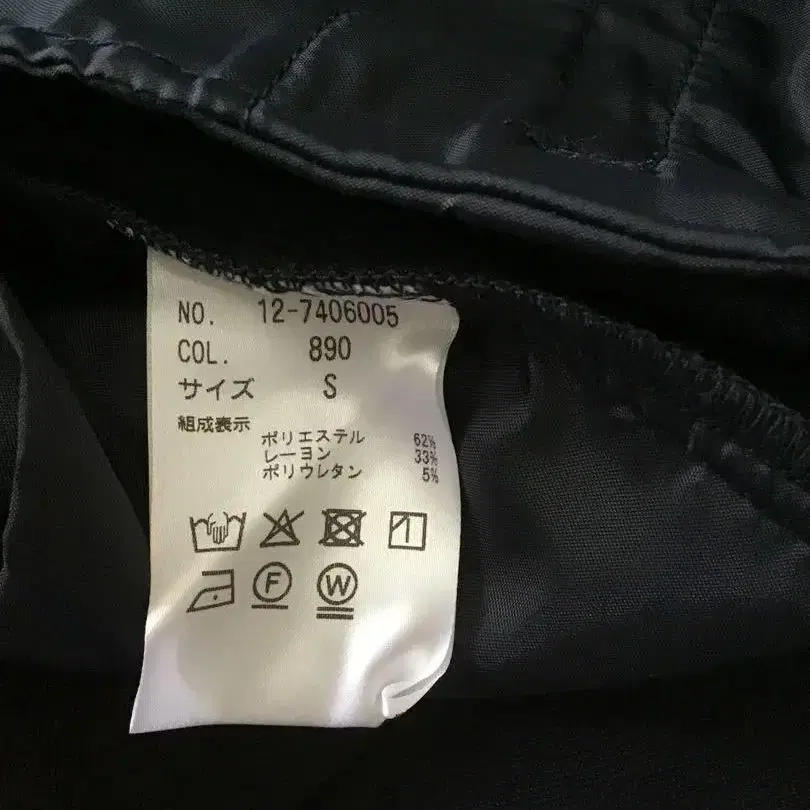 NO. 12-7406005
COL. 890
サイズ S
組成表示
ポリエステル 62%
レーヨン 33%
ポリウレタン 5%
F W